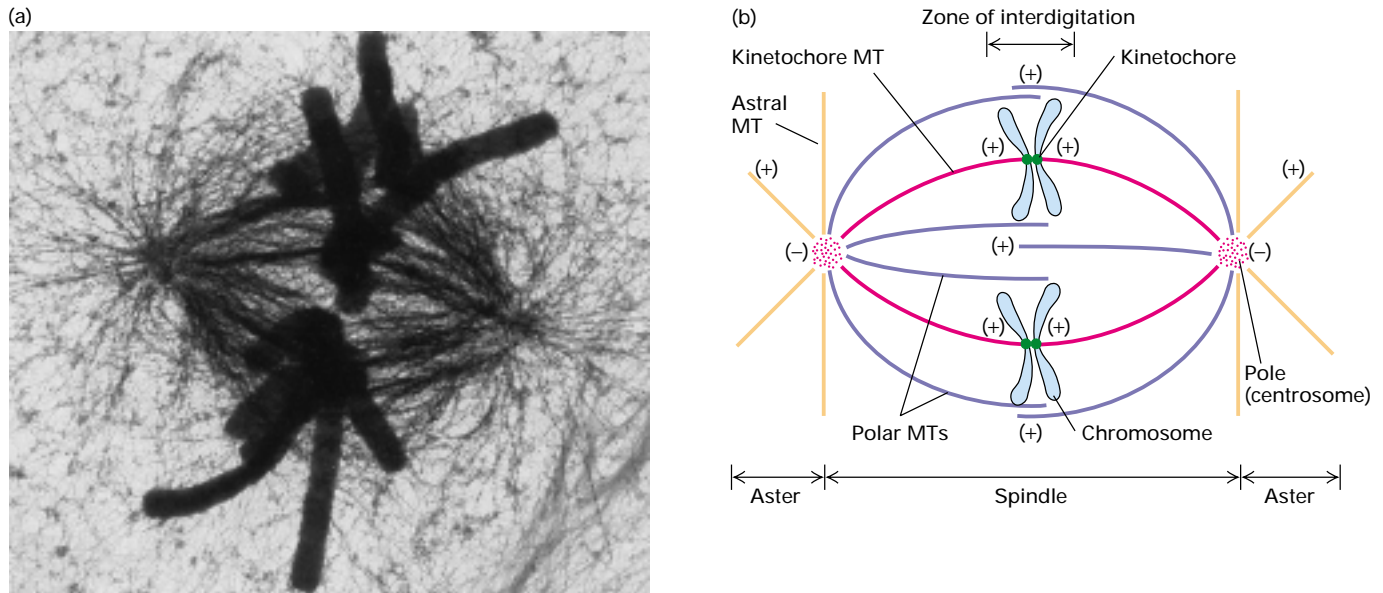 (a)
(b)
Zone of interdigitation
Kinetochore MT
(+)
Kinetochore
Astral
MT
(+)
(+)
(+)
(+)
(–)
(+)
(–)
(+)
(+)
Pole
(centrosome)
Polar MTs
(+)
Chromosome
Aster
Spindle
Aster